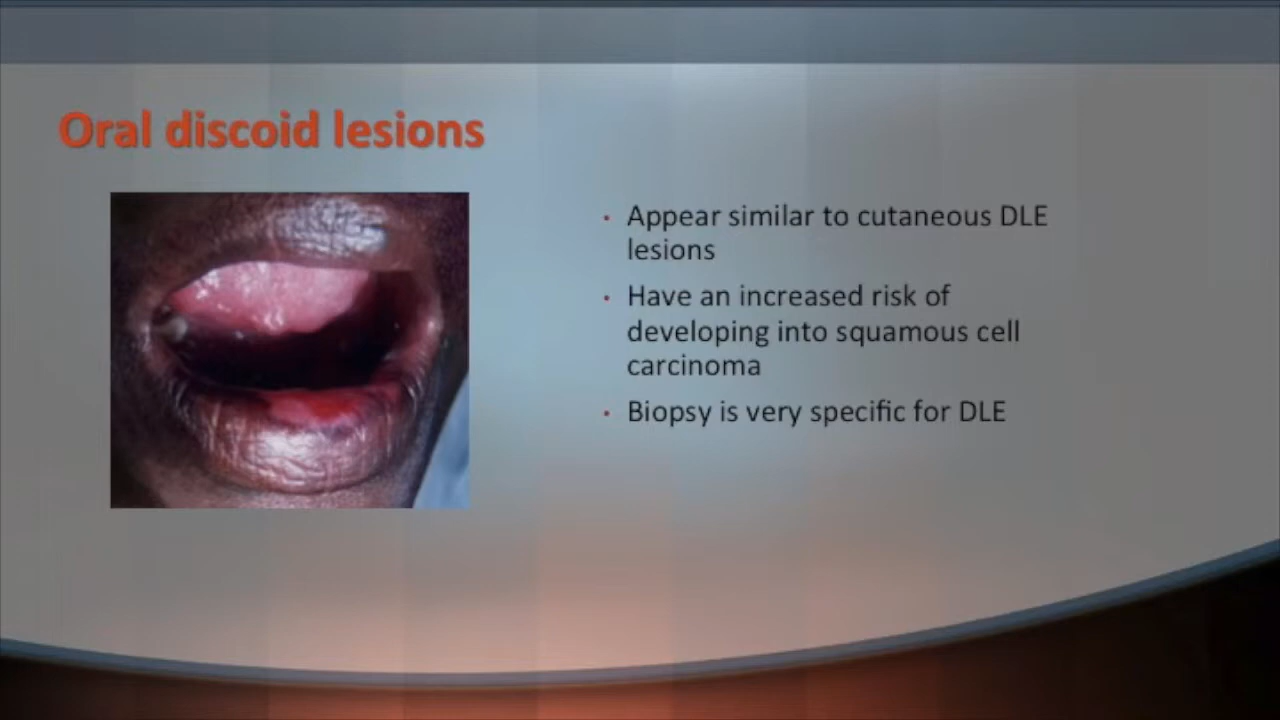 Oral discoid lesions
• Appear similar to cutaneous DLE
lesions
• Have an increased risk of
developing into squamous cell
carcinoma
• Biopsy is very specific for DLE